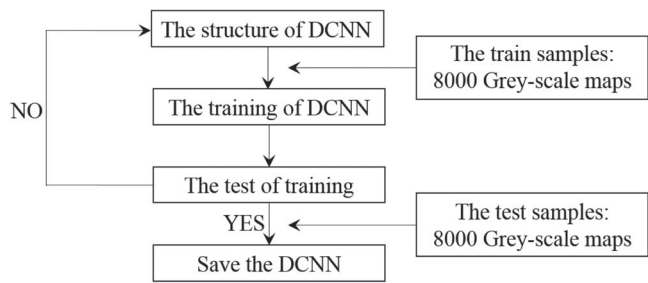 The structure of DCNN
The train samples:
8000 Grey-scale maps
NO
The training of DCNN
The test of training
YES
The test samples:
8000 Grey-scale maps
Save the DCNN